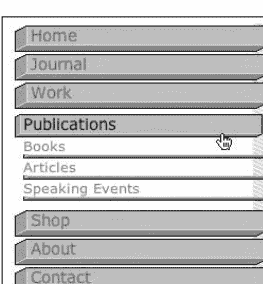 Home
Journal
Work
Publications
Books
Articles
Speaking Events
Shop
About
Contact